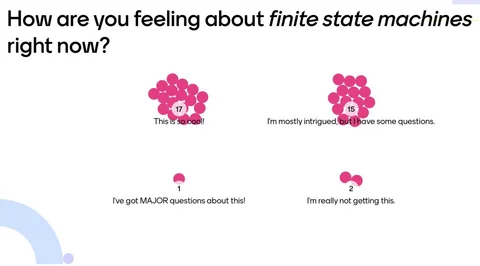 How are you feeling about finite state machines
right now?
17
15
This is so cool!
I'm mostly intrigued, but I have some questions.
1
2
I've got MAJOR questions about this!
I'm really not getting this.